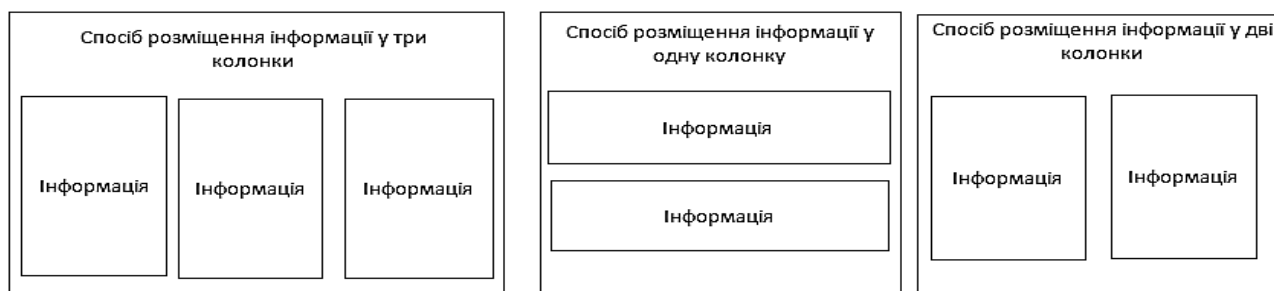 Спосіб розміщення інформації у три
колонки
Інформація
Інформація
Інформація
Спосіб розміщення інформації у
одну колонку
Інформація
Інформація
Спосіб розміщення інформації у дві
колонки
Інформація
Інформація